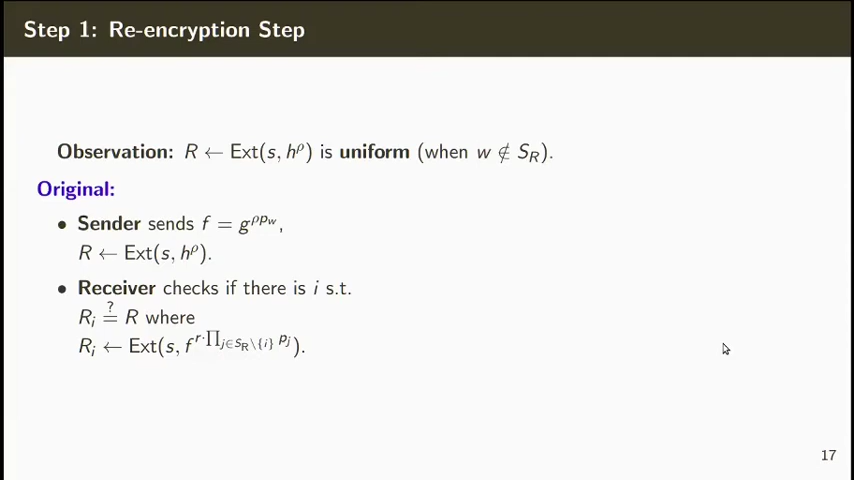 Step 1: Re-encryption Step
Observation: R ← Ext(s, h^ρ) is uniform (when w ∉ S_R).
Original:
• Sender sends f = g^{ρp_w},
R ← Ext(s, h^ρ).
• Receiver checks if there is i s.t.
R_i ≟ R where
R_i ← Ext(s, f^{r·∏_{j∈S_R\{i}} p_j}).
17